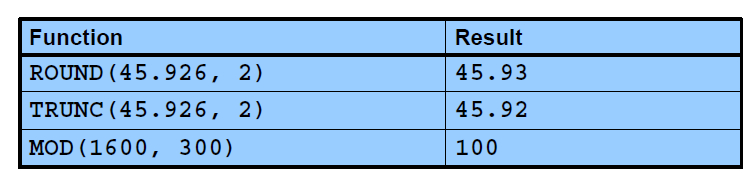 Function Result
ROUND(45.926, 2) 45.93
TRUNC(45.926, 2) 45.92
MOD(1600, 300) 100